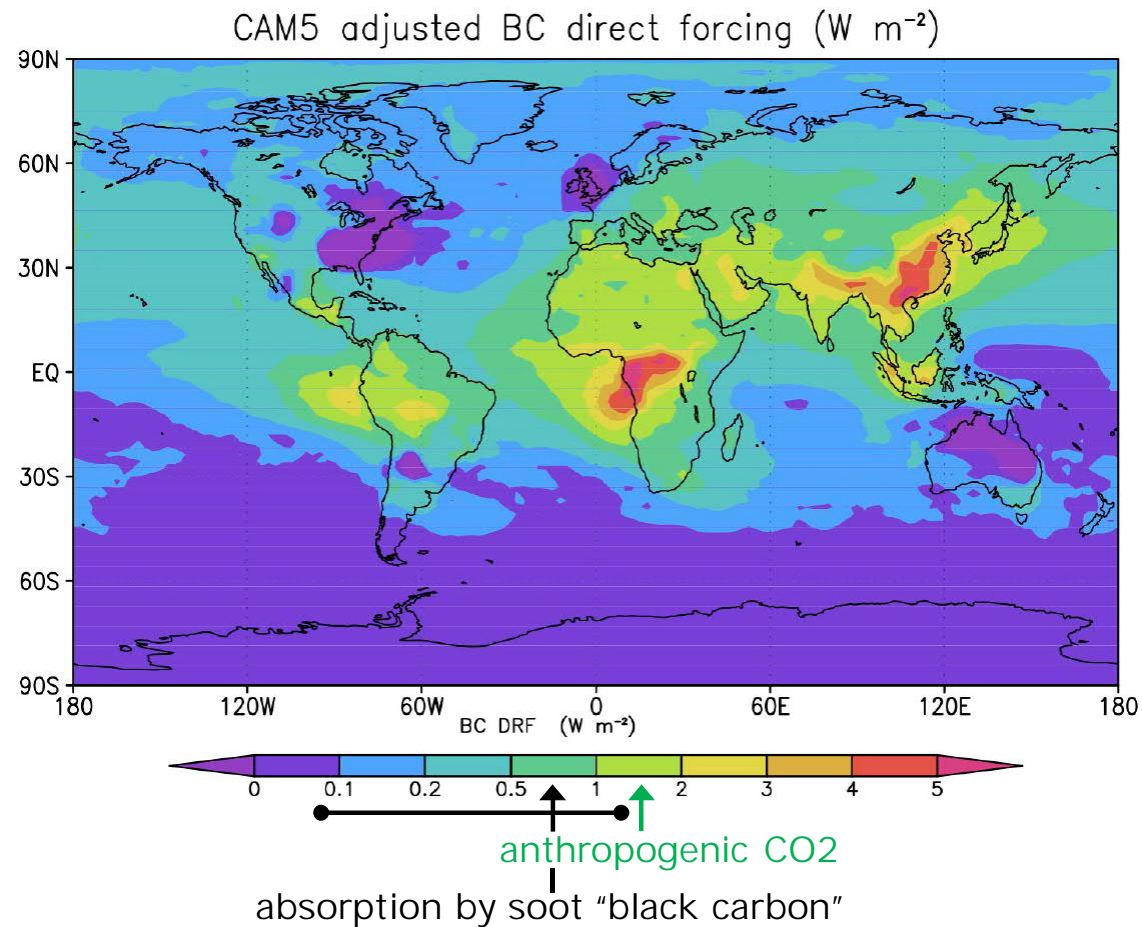 CAM5 adjusted BC direct forcing (W m⁻²)
90N
60N
30N
EQ
30S
60S
90S
180 120W 60W 0 60E 120E 180
BC DRF (W m⁻²)
0 0.1 0.2 0.5 1 2 3 4 5
anthropogenic CO2
absorption by soot “black carbon”